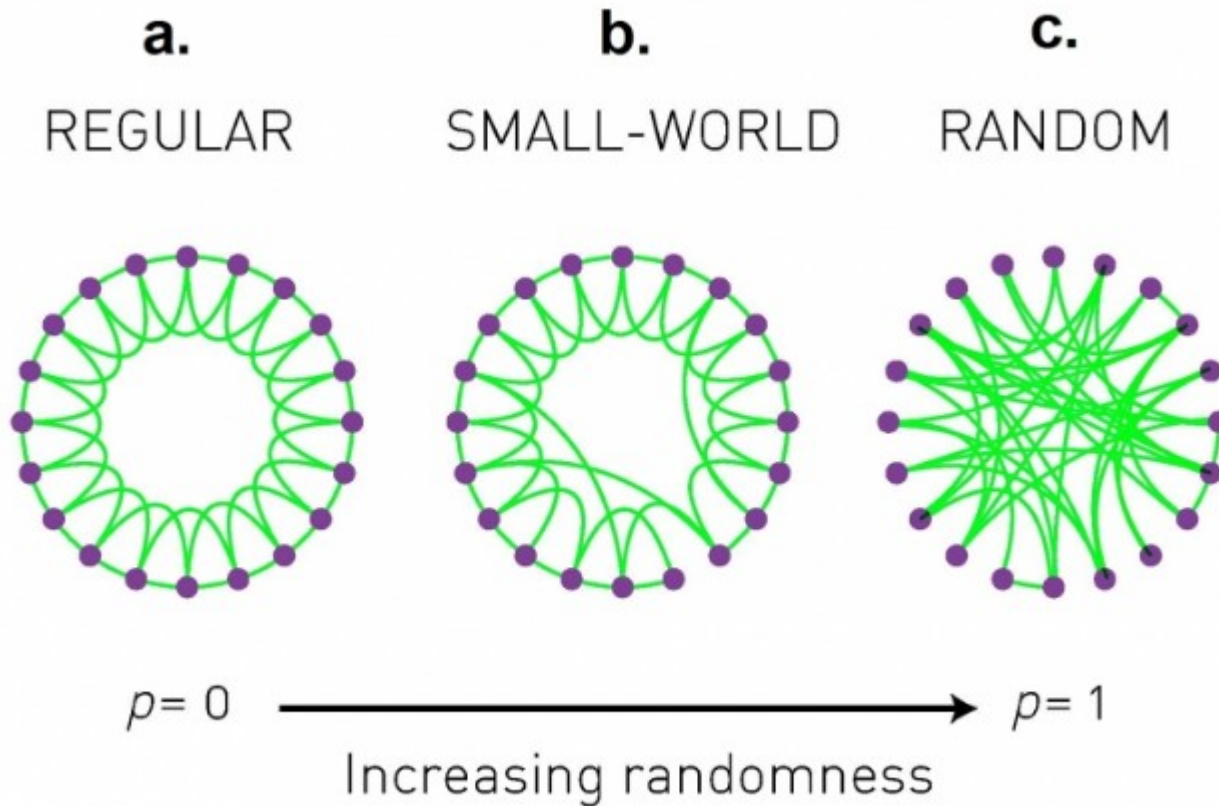 a. b. c.
REGULAR SMALL-WORLD RANDOM
p= 0 p= 1
Increasing randomness